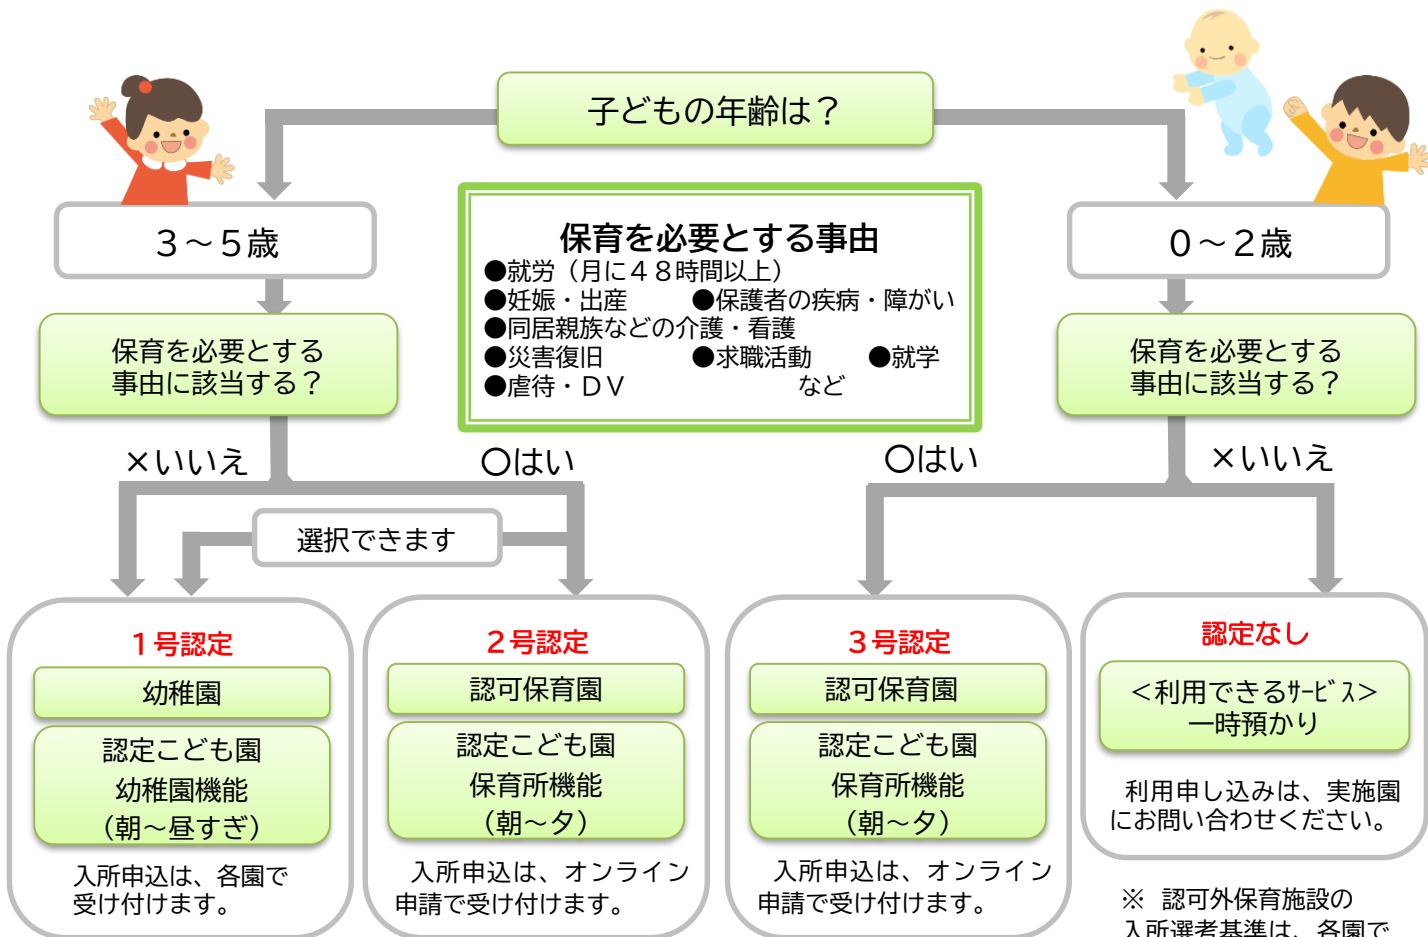 子どもの年齢は？
３～５歳
０～２歳
保育を必要とする事由
●就労（月に４８時間以上）
●妊娠・出産　●保護者の疾病・障がい
●同居親族などの介護・看護
●災害復旧　●求職活動　●就学
●虐待・ＤＶ　など
保育を必要とする
事由に該当する？
保育を必要とする
事由に該当する？
×いいえ
〇はい
〇はい
×いいえ
選択できます
１号認定
幼稚園
認定こども園
幼稚園機能
（朝～昼すぎ）
入所申込は、各園で
受け付けます。
２号認定
認可保育園
認定こども園
保育所機能
（朝～夕）
入所申込は、オンライン
申請で受け付けます。
３号認定
認可保育園
認定こども園
保育所機能
（朝～夕）
入所申込は、オンライン
申請で受け付けます。
認定なし
＜利用できるｻｰﾋﾞｽ＞
一時預かり
利用申し込みは、実施園
にお問い合わせください。
※ 認可外保育施設の
入所選考基準は、各園で